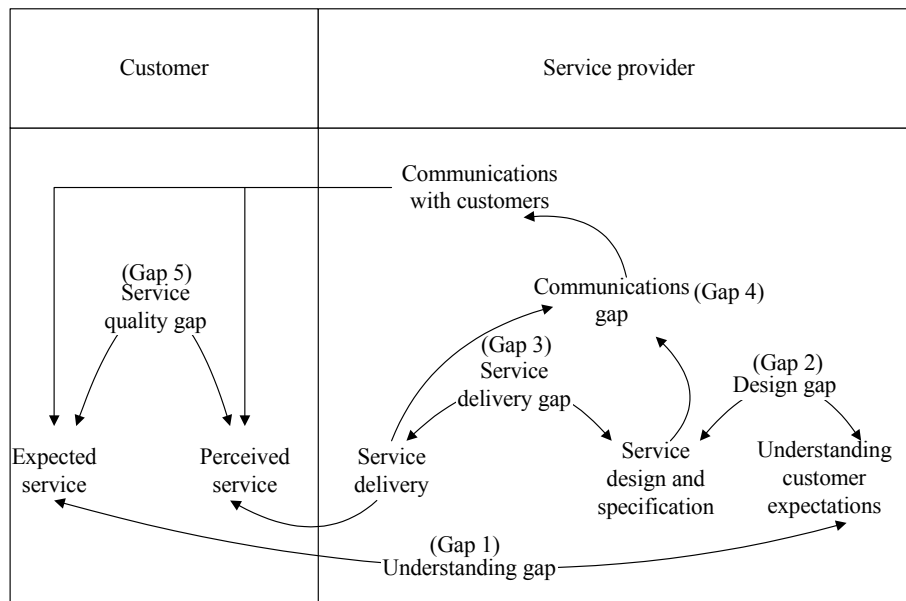 Customer
Service provider
Communications
with customers
(Gap 5)
Service
quality gap
Communications
gap
(Gap 4)
(Gap 3)
Service
delivery gap
(Gap 2)
Design gap
Expected
service
Perceived
service
Service
delivery
Service
design and
specification
Understanding
customer
expectations
(Gap 1)
Understanding gap